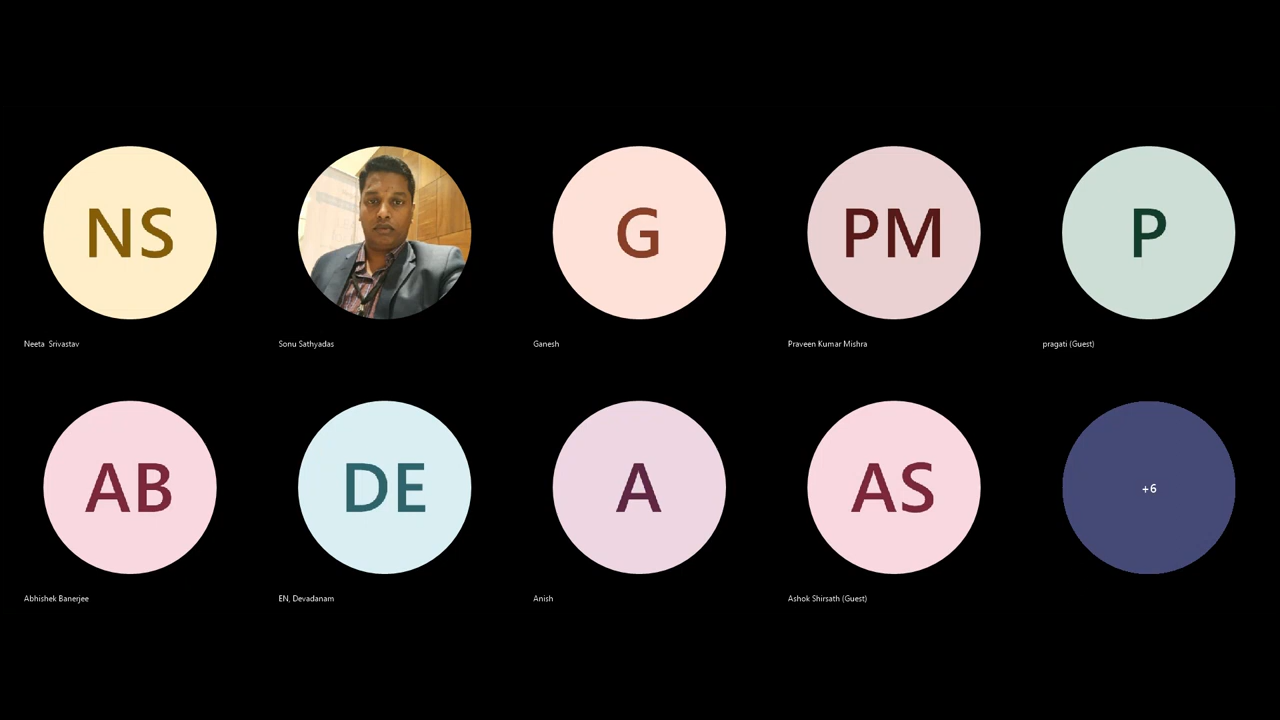 NS
G
PM
P
Neeta  Srivastav
Sonu Sathyadas
Ganesh
Praveen Kumar Mishra
pragati (Guest)
AB
DE
A
AS
+6
Abhishek Banerjee
EN, Devadanam
Anish
Ashok Shirsath (Guest)